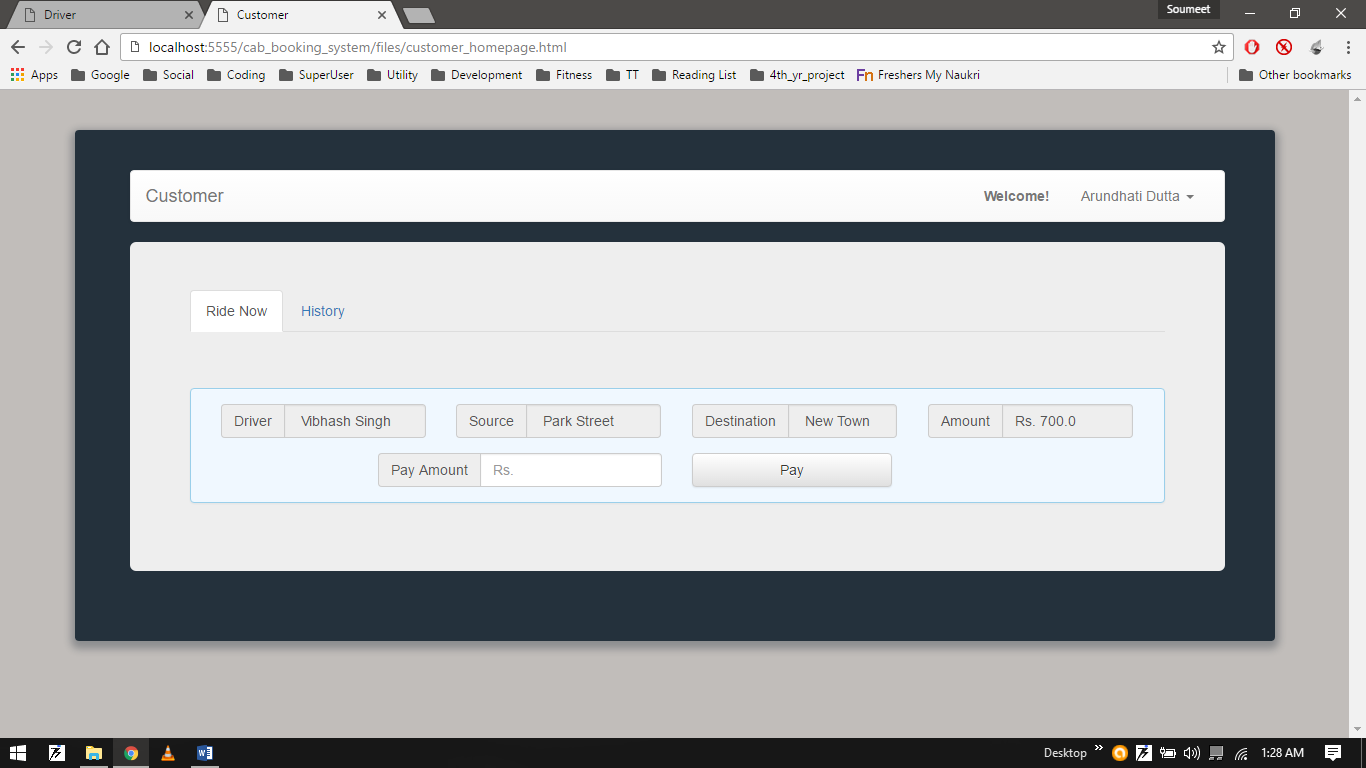 Driver Customer Soumeet
localhost:5555/cab_booking_system/files/customer_homepage.html
Apps Google Social Coding SuperUser Utility Development Fitness TT Reading List 4th_yr_project Fn Freshers My Naukri Other bookmarks
Customer Welcome! Arundhati Dutta
Ride Now History
Driver Vibhash Singh Source Park Street Destination New Town Amount Rs. 700.0
Pay Amount Rs. Pay
Desktop 1:28 AM